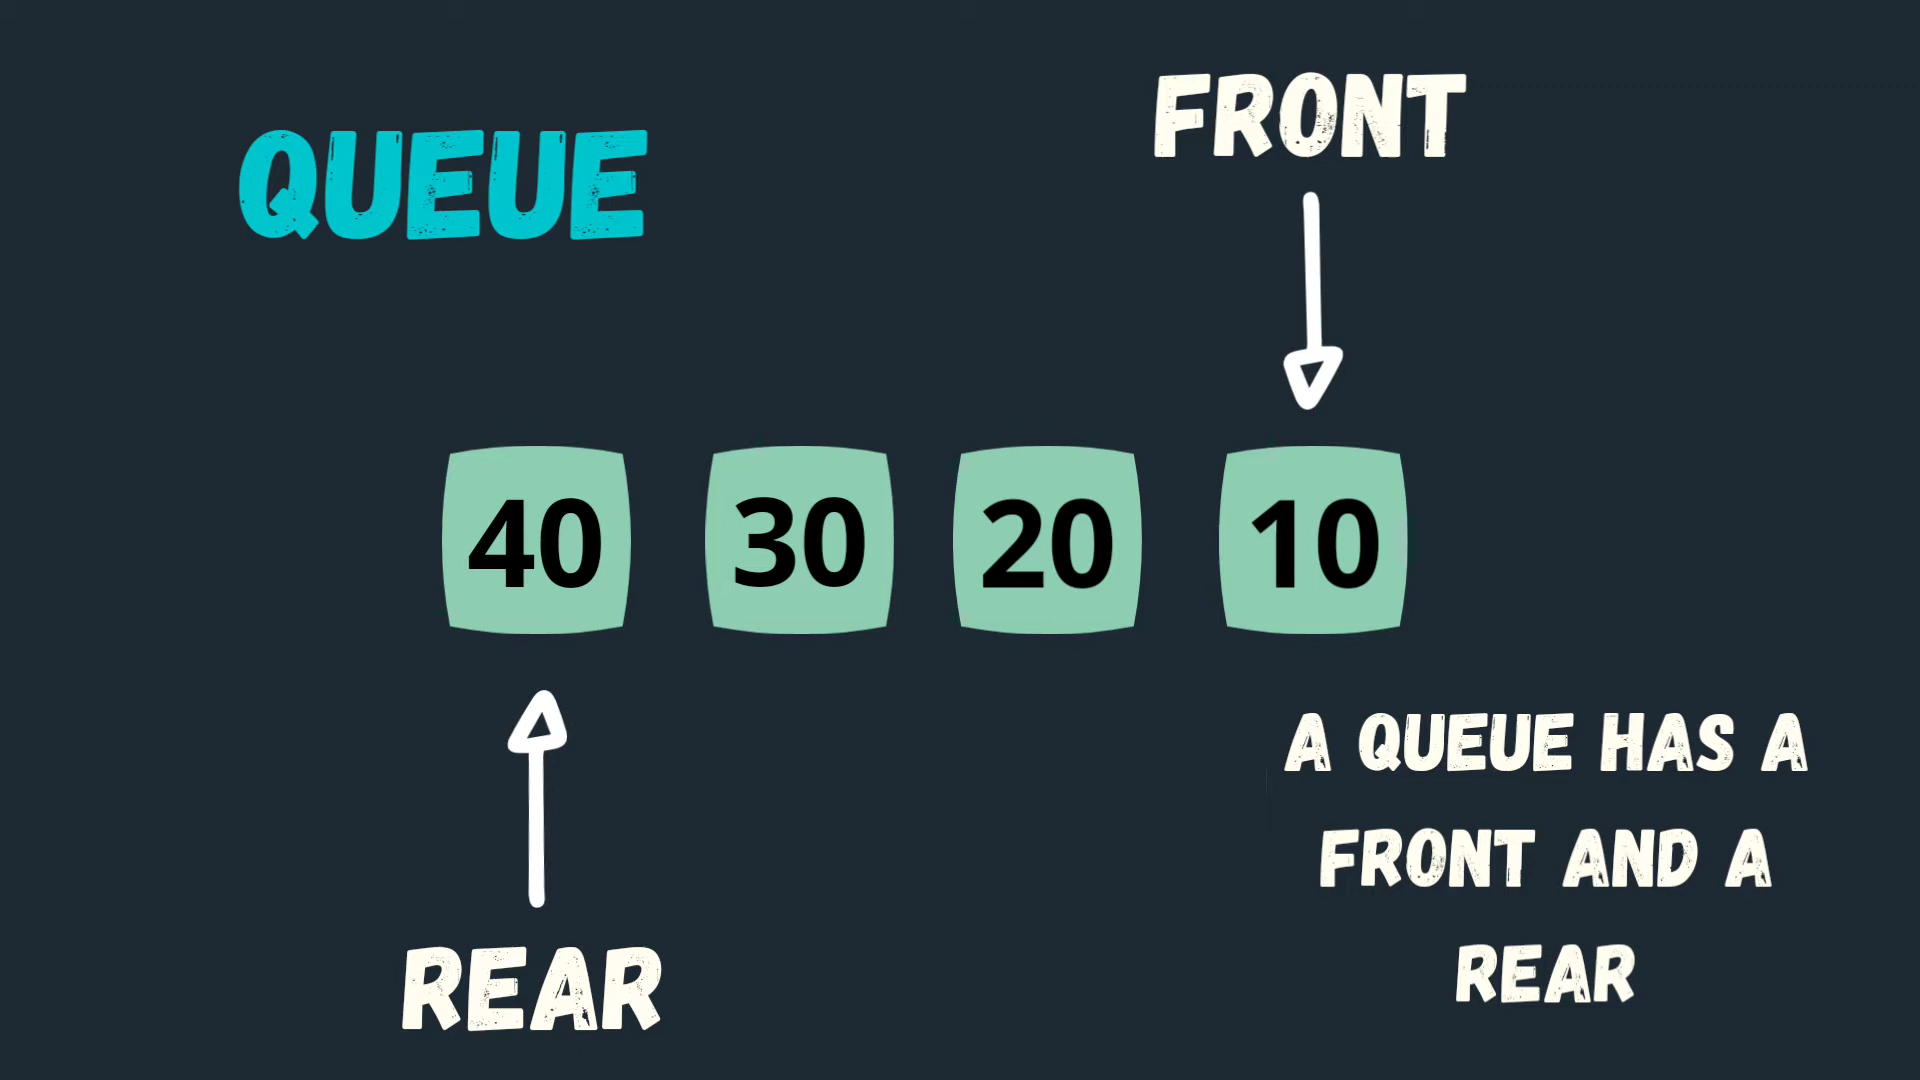 QUEUE
FRONT
40 30 20 10
REAR
A QUEUE HAS A
FRONT AND A
REAR